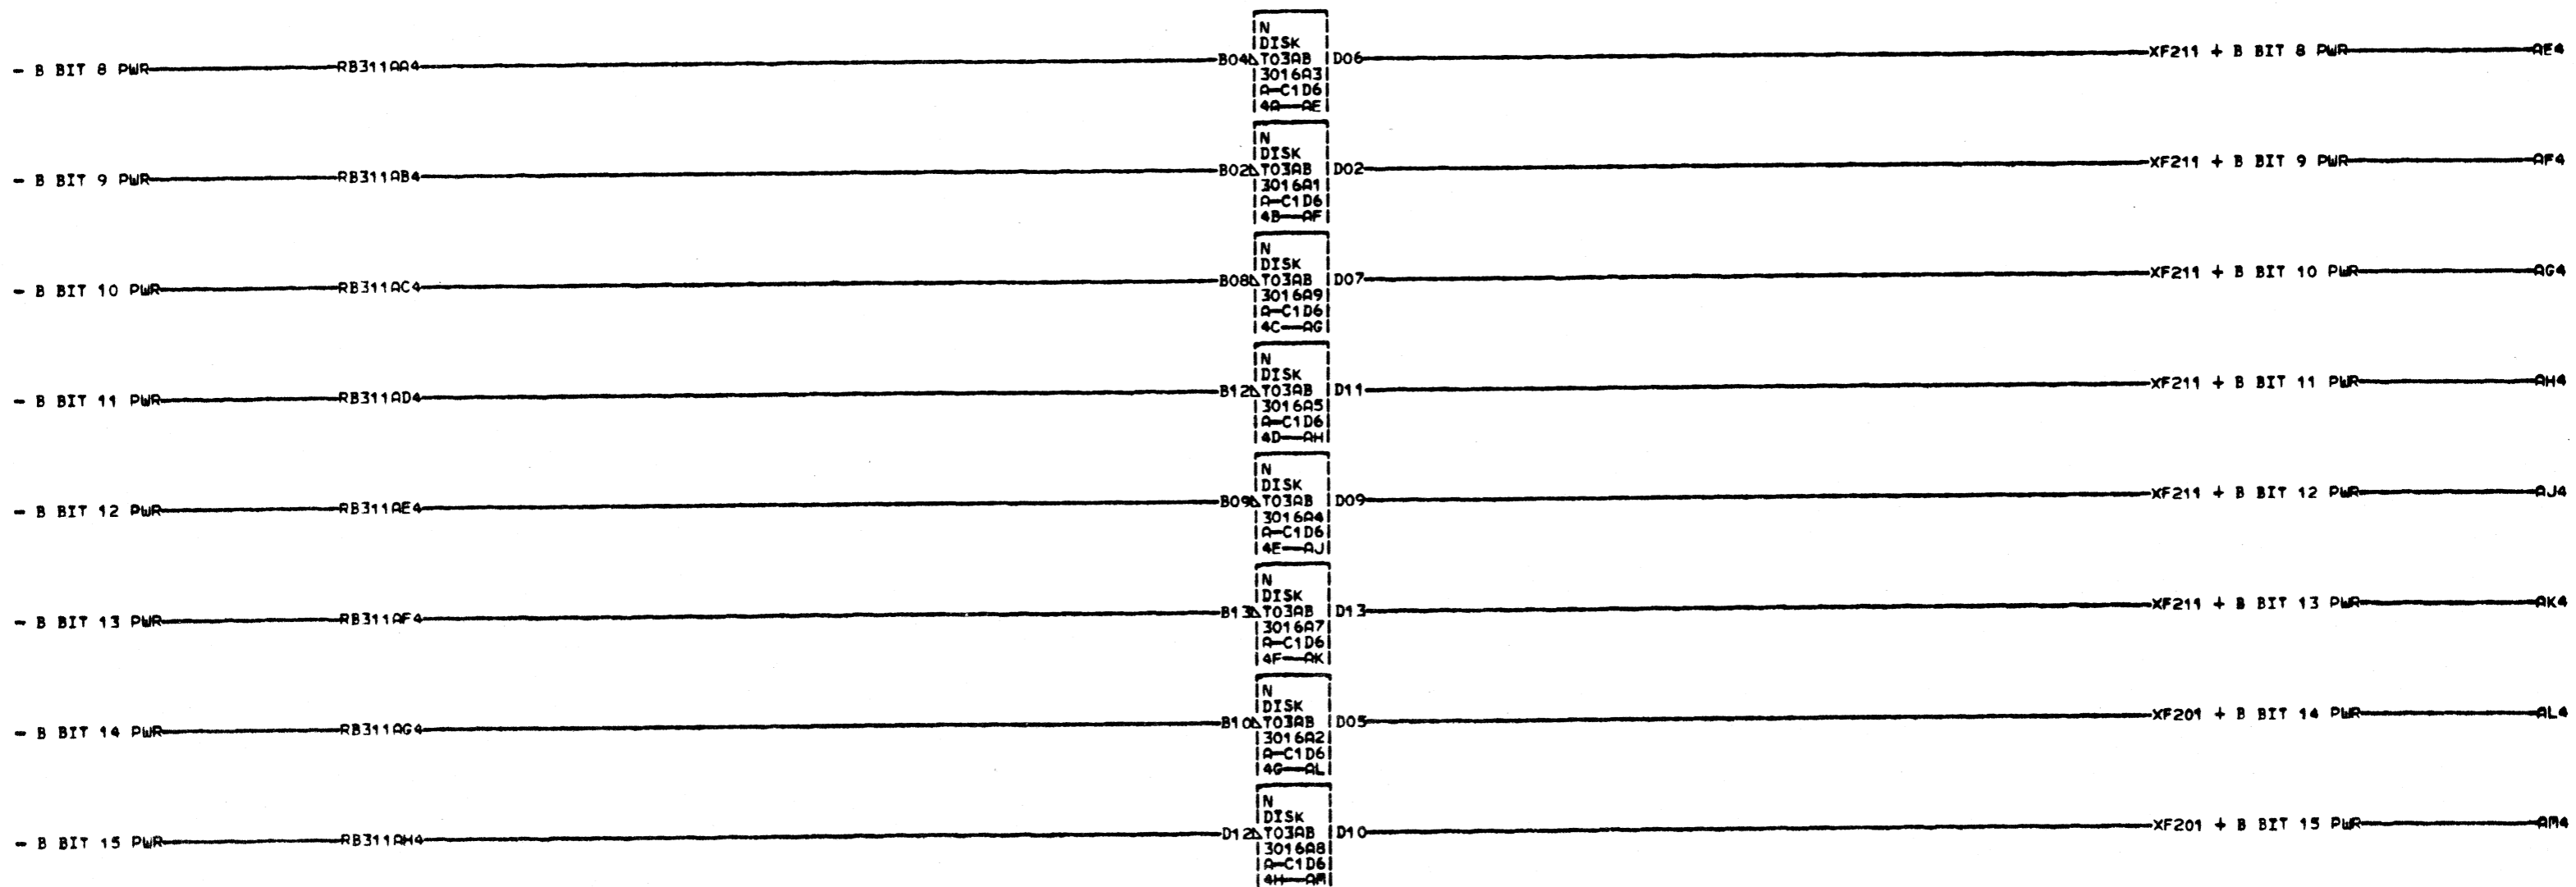 N
DISK
- B BIT 8 PWR RB311AA4 B04 T03AB D06 XF211 + B BIT 8 PWR AE4
3016A3
A-C1D6
4A--AE
N
DISK
- B BIT 9 PWR RB311AB4 B02 T03AB D02 XF211 + B BIT 9 PWR AF4
3016A1
A-C1D6
4B--AF
N
DISK
- B BIT 10 PWR RB311AC4 B08 T03AB D07 XF211 + B BIT 10 PWR AG4
3016A9
A-C1D6
4C--AG
N
DISK
- B BIT 11 PWR RB311AD4 B12 T03AB D11 XF211 + B BIT 11 PWR AH4
3016A5
A-C1D6
4D--AH
N
DISK
- B BIT 12 PWR RB311AE4 B09 T03AB D09 XF211 + B BIT 12 PWR AJ4
3016A4
A-C1D6
4E--AJ
N
DISK
- B BIT 13 PWR RB311AF4 B13 T03AB D13 XF211 + B BIT 13 PWR AK4
3016A7
A-C1D6
4F--AK
N
DISK
- B BIT 14 PWR RB311AG4 B10 T03AB D05 XF201 + B BIT 14 PWR AL4
3016A2
A-C1D6
4G--AL
N
DISK
- B BIT 15 PWR RB311AH4 D12 T03AB D10 XF201 + B BIT 15 PWR AM4
3016A8
A-C1D6
4H--AM